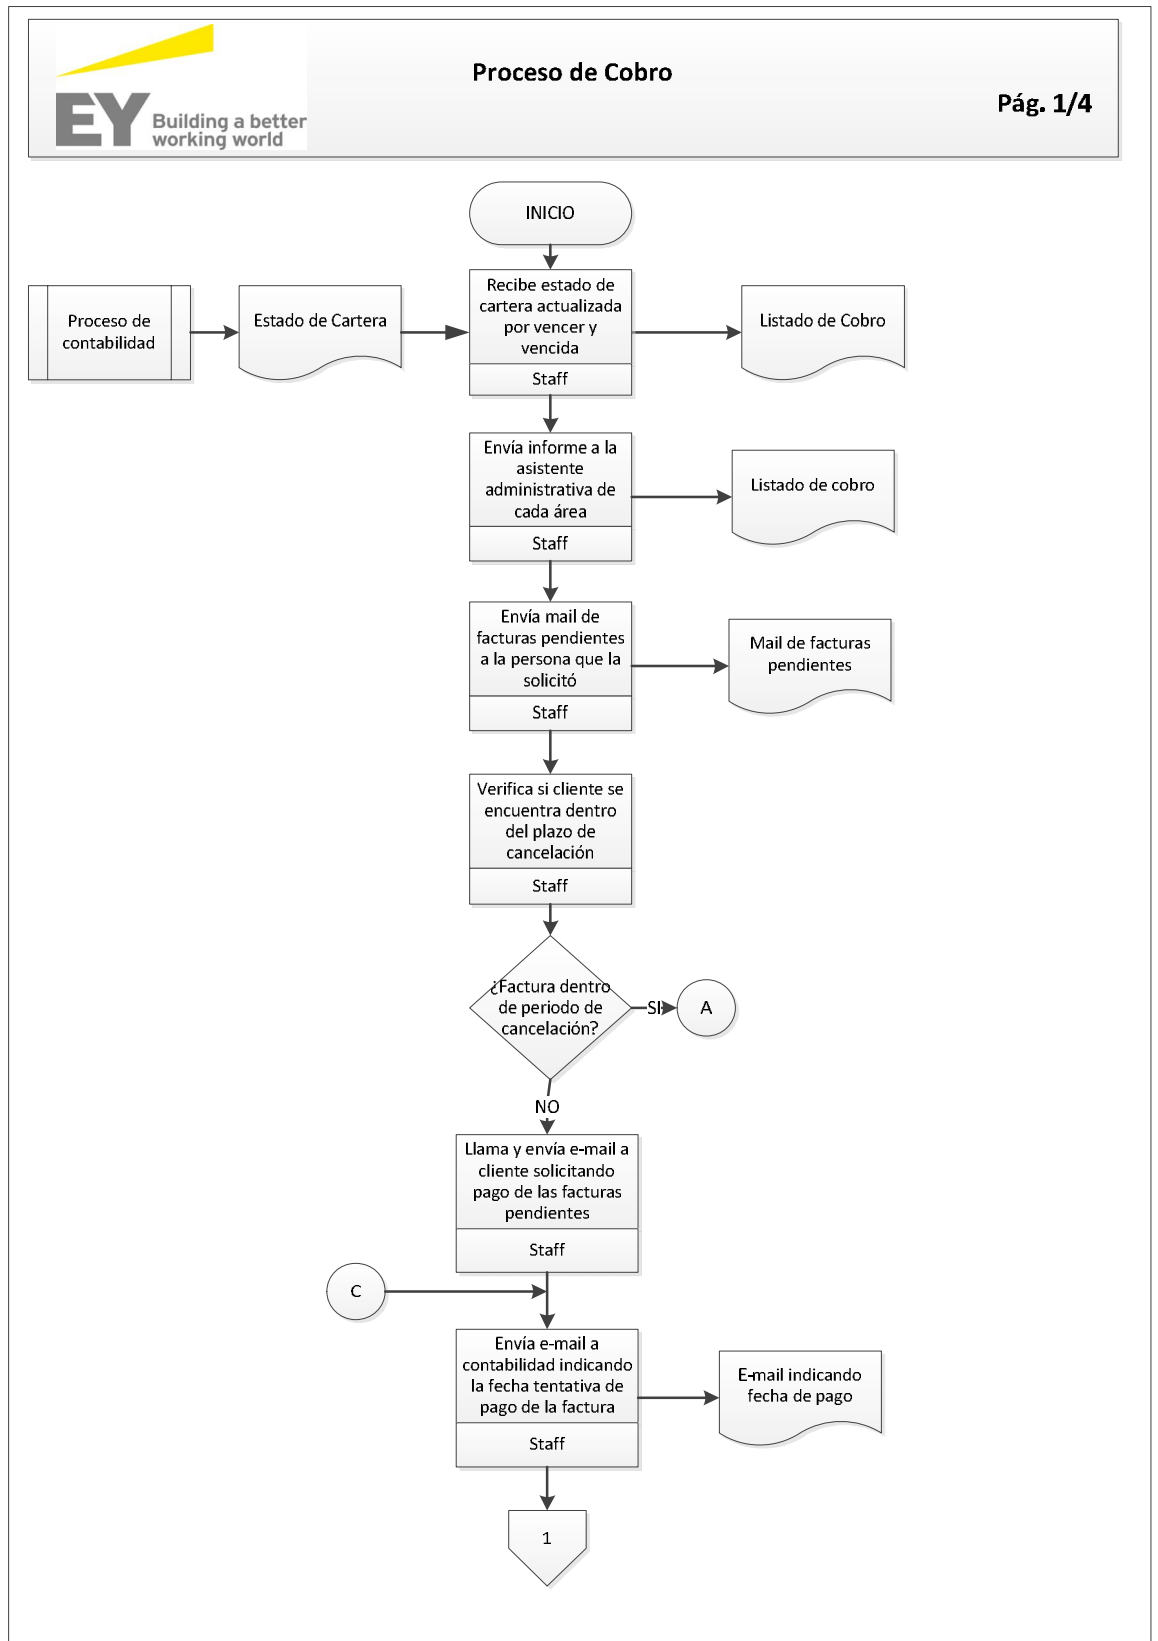 Proceso de Cobro
Pág. 1/4
EY
Building a better
working world
INICIO
Proceso de
contabilidad
Estado de Cartera
Recibe estado de
cartera actualizada
por vencer y
vencida
Staff
Listado de Cobro
Envía informe a la
asistente
administrativa de
cada área
Staff
Listado de cobro
Envía mail de
facturas pendientes
a la persona que la
solicitó
Staff
Mail de facturas
pendientes
Verifica si cliente se
encuentra dentro
del plazo de
cancelación
Staff
¿Factura dentro
de periodo de
cancelación?
SI
A
NO
Llama y envía e-mail a
cliente solicitando
pago de las facturas
pendientes
Staff
C
Envía e-mail a
contabilidad indicando
la fecha tentativa de
pago de la factura
Staff
E-mail indicando
fecha de pago
1